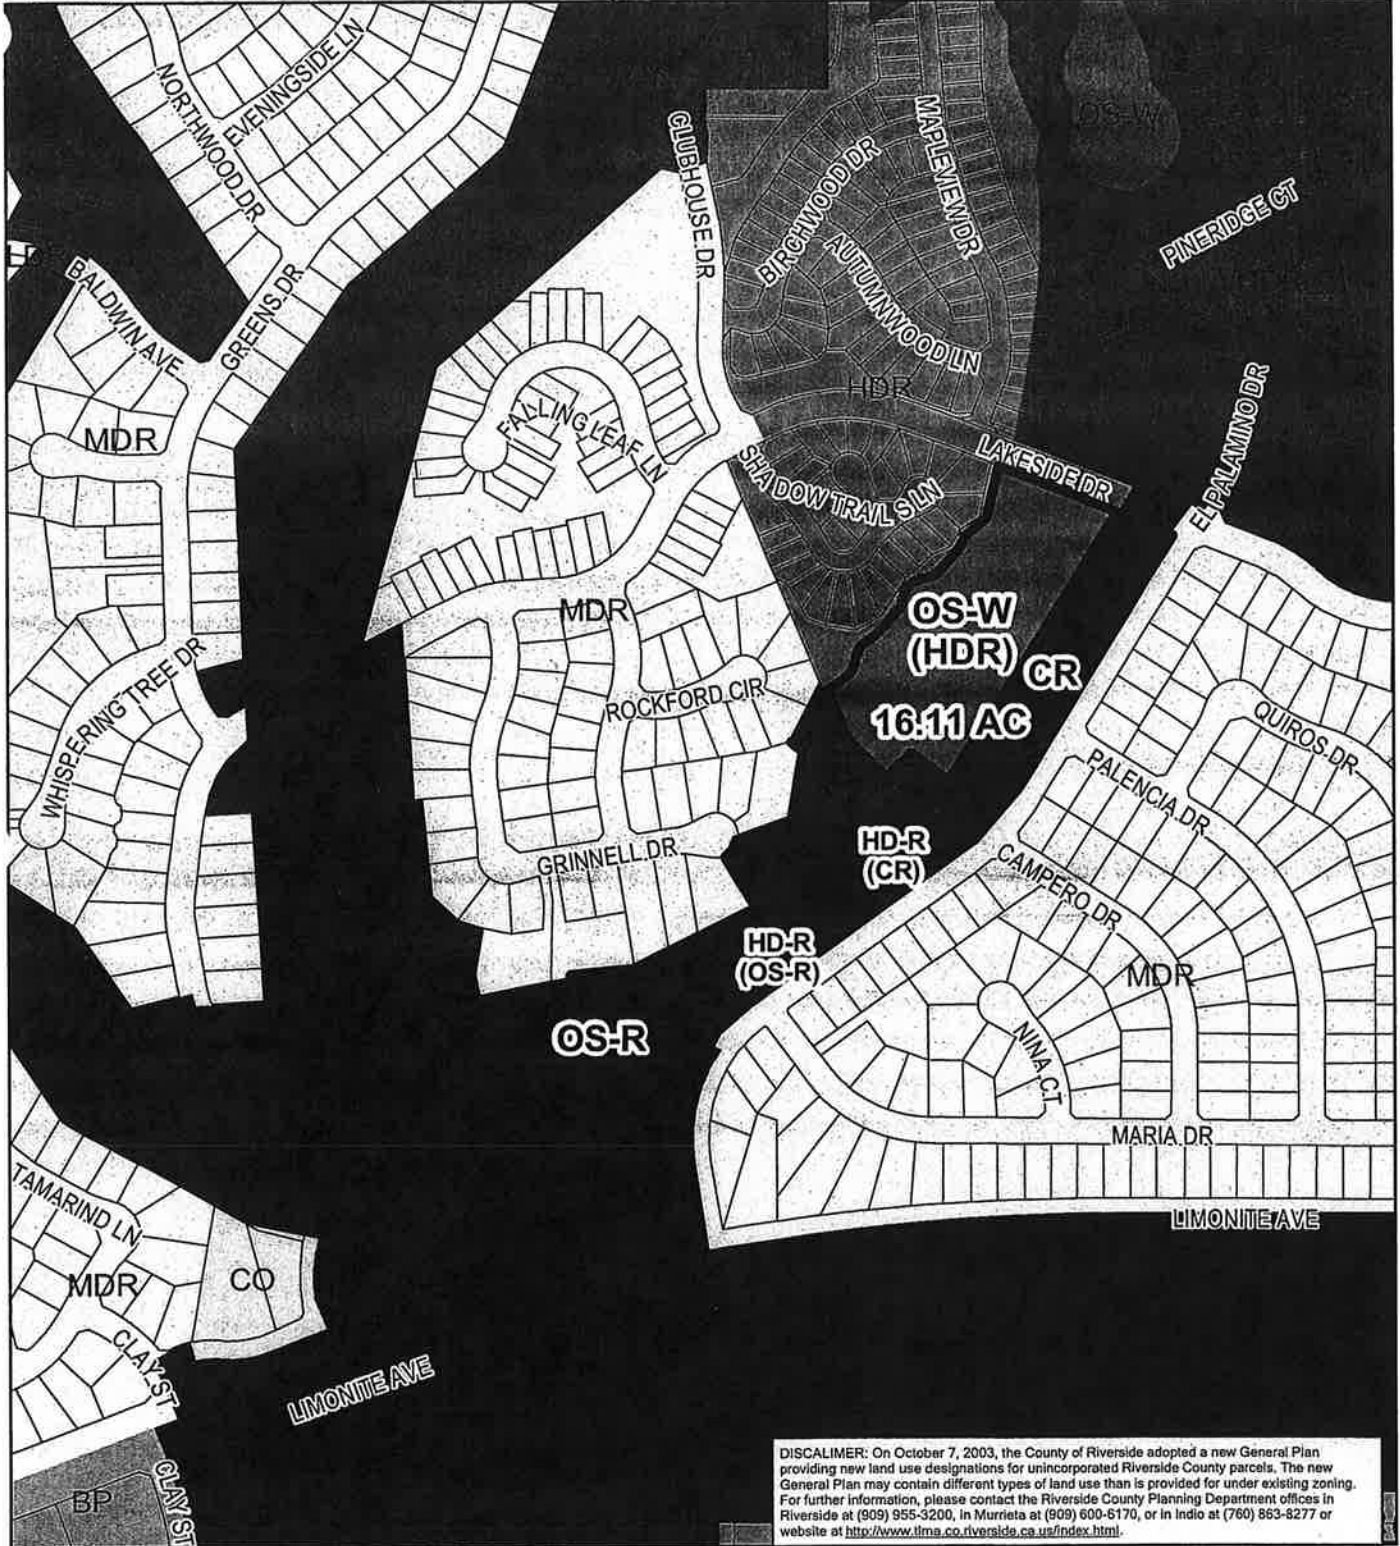 EVENINGSIDE LN
NORTHWOOD DR
CLUBHOUSE DR
MAPLEVIEW DR
OS-W
BIRCHWOOD DR
PINERIDGE CT
AUTUMNWOOD LN
BALDWIN AVE
GREENS DR
HDR
EL PALAMINO DR
MDR
FALLING LEAF LN
LAKESIDE DR
SHADOW TRAILS LN
MDR
OS-W
(HDR)
CR
16.11 AC
WHISPERING TREE DR
ROCKFORD CIR
QUIROS DR
PALENCIA DR
GRINNELL DR
HD-R
(CR)
CAMPERO DR
HD-R
(OS-R)
MDR
OS-R
NINA CT
MARIA DR
TAMARIND LN
LIMONITE AVE
MDR
CO
CLAY ST
LIMONITE AVE
BP
CLAY ST
DISCALIMER: On October 7, 2003, the County of Riverside adopted a new General Plan
providing new land use designations for unincorporated Riverside County parcels. The new
General Plan may contain different types of land use than is provided for under existing zoning.
For further information, please contact the Riverside County Planning Department offices in
Riverside at (909) 955-3200, in Murrieta at (909) 600-6170, or in Indio at (760) 863-8277 or
website at http://www.tlma.co.riverside.ca.us/index.html.